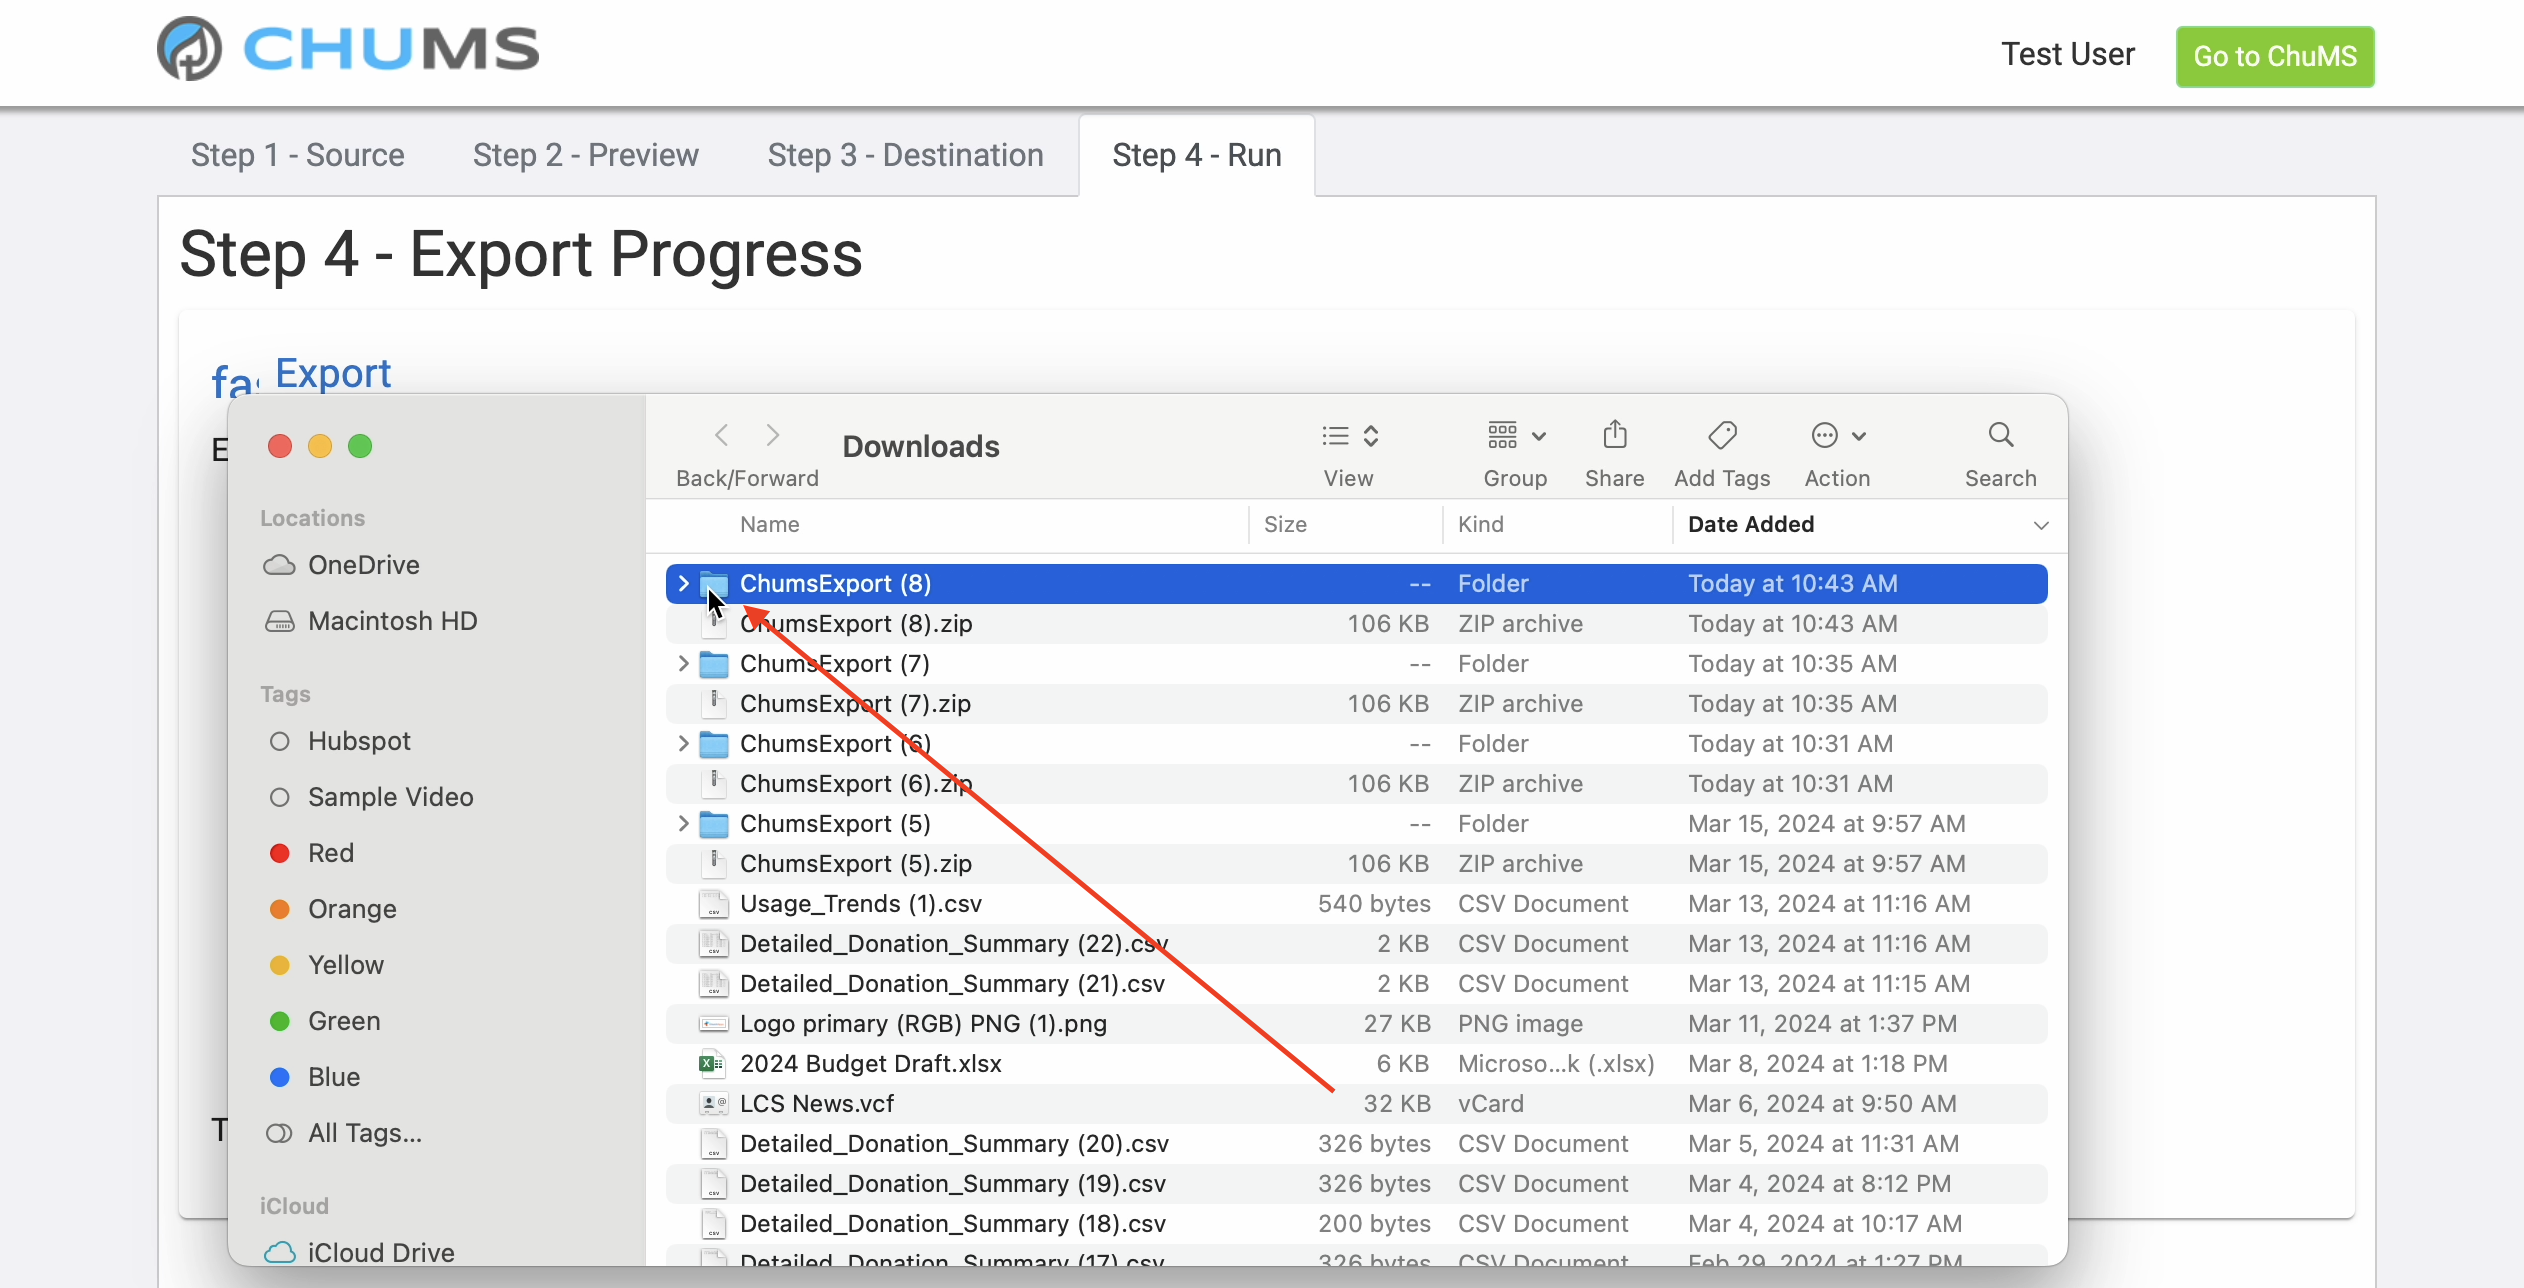 CHUMS
Test User
Go to ChuMS
Step 1 - Source
Step 2 - Preview
Step 3 - Destination
Step 4 - Run
Step 4 - Export Progress
Export
Downloads
Back/Forward
View
Group
Share
Add Tags
Action
Search
Locations
OneDrive
Macintosh HD
Tags
Hubspot
Sample Video
Red
Orange
Yellow
Green
Blue
All Tags...
iCloud
iCloud Drive
Name Size Kind Date Added
ChumsExport (8) -- Folder Today at 10:43 AM
ChumsExport (8).zip 106 KB ZIP archive Today at 10:43 AM
ChumsExport (7) -- Folder Today at 10:35 AM
ChumsExport (7).zip 106 KB ZIP archive Today at 10:35 AM
ChumsExport (6) -- Folder Today at 10:31 AM
ChumsExport (6).zip 106 KB ZIP archive Today at 10:31 AM
ChumsExport (5) -- Folder Mar 15, 2024 at 9:57 AM
ChumsExport (5).zip 106 KB ZIP archive Mar 15, 2024 at 9:57 AM
Usage_Trends (1).csv 540 bytes CSV Document Mar 13, 2024 at 11:16 AM
Detailed_Donation_Summary (22).csv 2 KB CSV Document Mar 13, 2024 at 11:16 AM
Detailed_Donation_Summary (21).csv 2 KB CSV Document Mar 13, 2024 at 11:15 AM
Logo primary (RGB) PNG (1).png 27 KB PNG image Mar 11, 2024 at 1:37 PM
2024 Budget Draft.xlsx 6 KB Microso...k (.xlsx) Mar 8, 2024 at 1:18 PM
LCS News.vcf 32 KB vCard Mar 6, 2024 at 9:50 AM
Detailed_Donation_Summary (20).csv 326 bytes CSV Document Mar 5, 2024 at 11:31 AM
Detailed_Donation_Summary (19).csv 326 bytes CSV Document Mar 4, 2024 at 8:12 PM
Detailed_Donation_Summary (18).csv 200 bytes CSV Document Mar 4, 2024 at 10:17 AM
Detailed_Donation_Summary (17).csv 326 bytes CSV Document Feb 29, 2024 at 1:27 PM